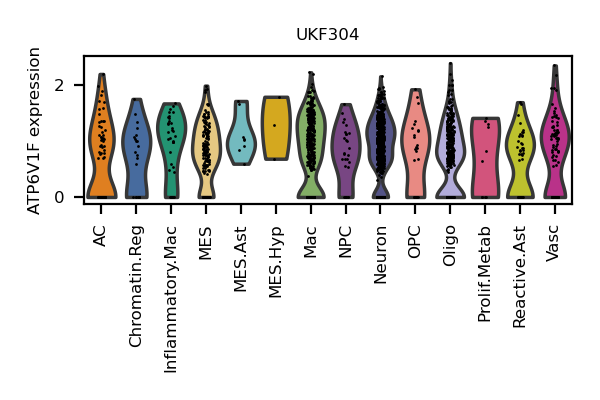 UKF304
ATP6V1F expression
2
0
AC
Chromatin.Reg
Inflammatory.Mac
MES
MES.Ast
MES.Hyp
Mac
NPC
Neuron
OPC
Oligo
Prolif.Metab
Reactive.Ast
Vasc